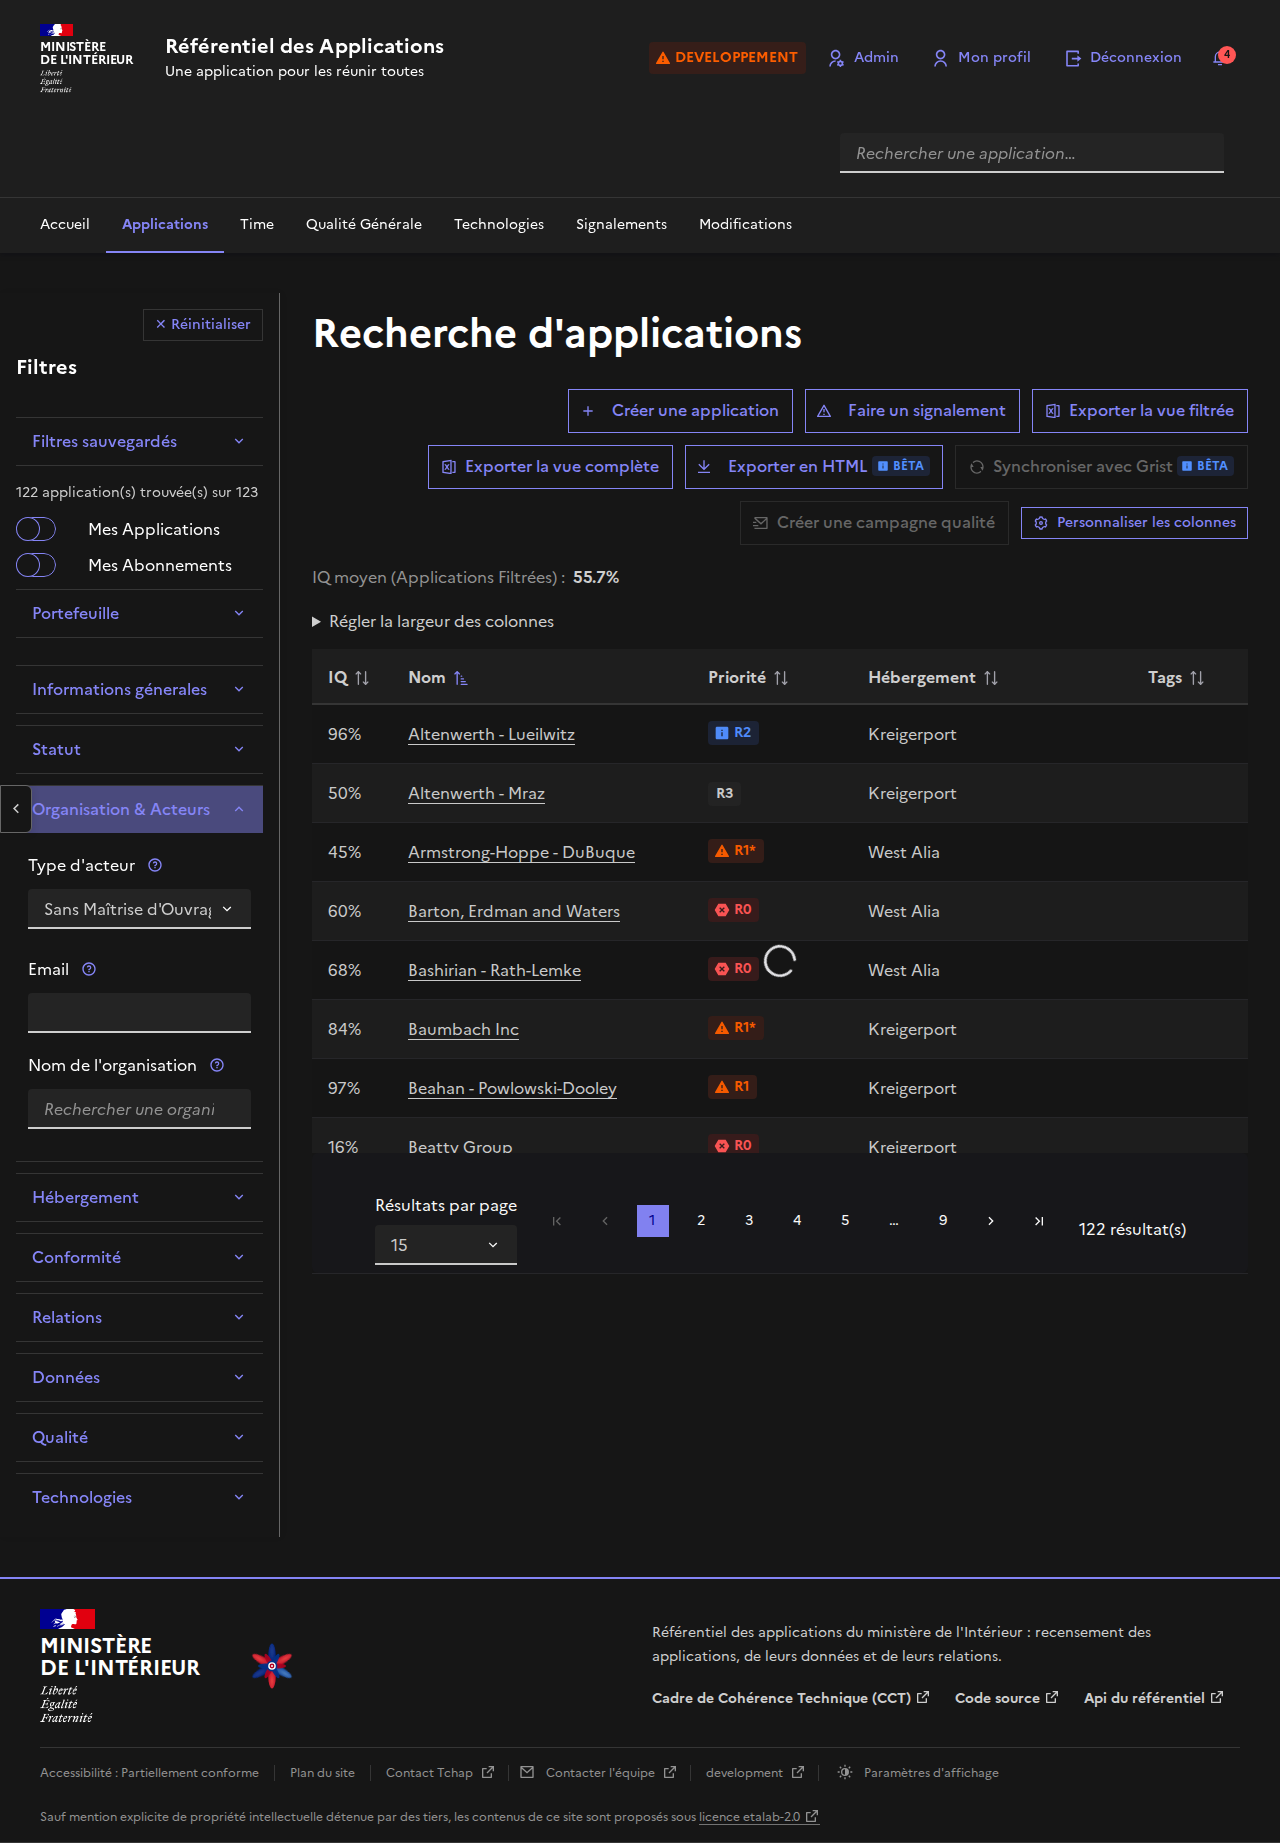 MINISTÈRE
DE L'INTÉRIEUR
Liberté
Égalité
Fraternité
Référentiel des Applications
Une application pour les réunir toutes
DEVELOPPEMENT
Admin
Mon profil
Déconnexion
4
Rechercher une application…
Accueil
Applications
Time
Qualité Générale
Technologies
Signalements
Modifications
Réinitialiser
Filtres
Filtres sauvegardés
122 application(s) trouvée(s) sur 123
Mes Applications
Mes Abonnements
Portefeuille
Informations génerales
Statut
Organisation & Acteurs
Type d'acteur
Sans Maîtrise d'Ouvrag
Email
Nom de l'organisation
Rechercher une organi
Hébergement
Conformité
Relations
Données
Qualité
Technologies
Recherche d'applications
Créer une application
Faire un signalement
Exporter la vue filtrée
Exporter la vue complète
Exporter en HTML BÊTA
Synchroniser avec Grist BÊTA
Créer une campagne qualité
Personnaliser les colonnes
IQ moyen (Applications Filtrées) : 55.7%
Régler la largeur des colonnes
IQ Nom Priorité Hébergement Tags
96% Altenwerth - Lueilwitz R2 Kreigerport
50% Altenwerth - Mraz R3 Kreigerport
45% Armstrong-Hoppe - DuBuque R1* West Alia
60% Barton, Erdman and Waters R0 West Alia
68% Bashirian - Rath-Lemke R0 West Alia
84% Baumbach Inc R1* Kreigerport
97% Beahan - Powlowski-Dooley R1 Kreigerport
16% Beatty Group R0 Kreigerport
Résultats par page
15
1 2 3 4 5 … 9
122 résultat(s)
MINISTÈRE
DE L'INTÉRIEUR
Liberté
Égalité
Fraternité
Référentiel des applications du ministère de l'Intérieur : recensement des
applications, de leurs données et de leurs relations.
Cadre de Cohérence Technique (CCT)
Code source
Api du référentiel
Accessibilité : Partiellement conforme
Plan du site
Contact Tchap
Contacter l'équipe
development
Paramètres d'affichage
Sauf mention explicite de propriété intellectuelle détenue par des tiers, les contenus de ce site sont proposés sous licence etalab-2.0